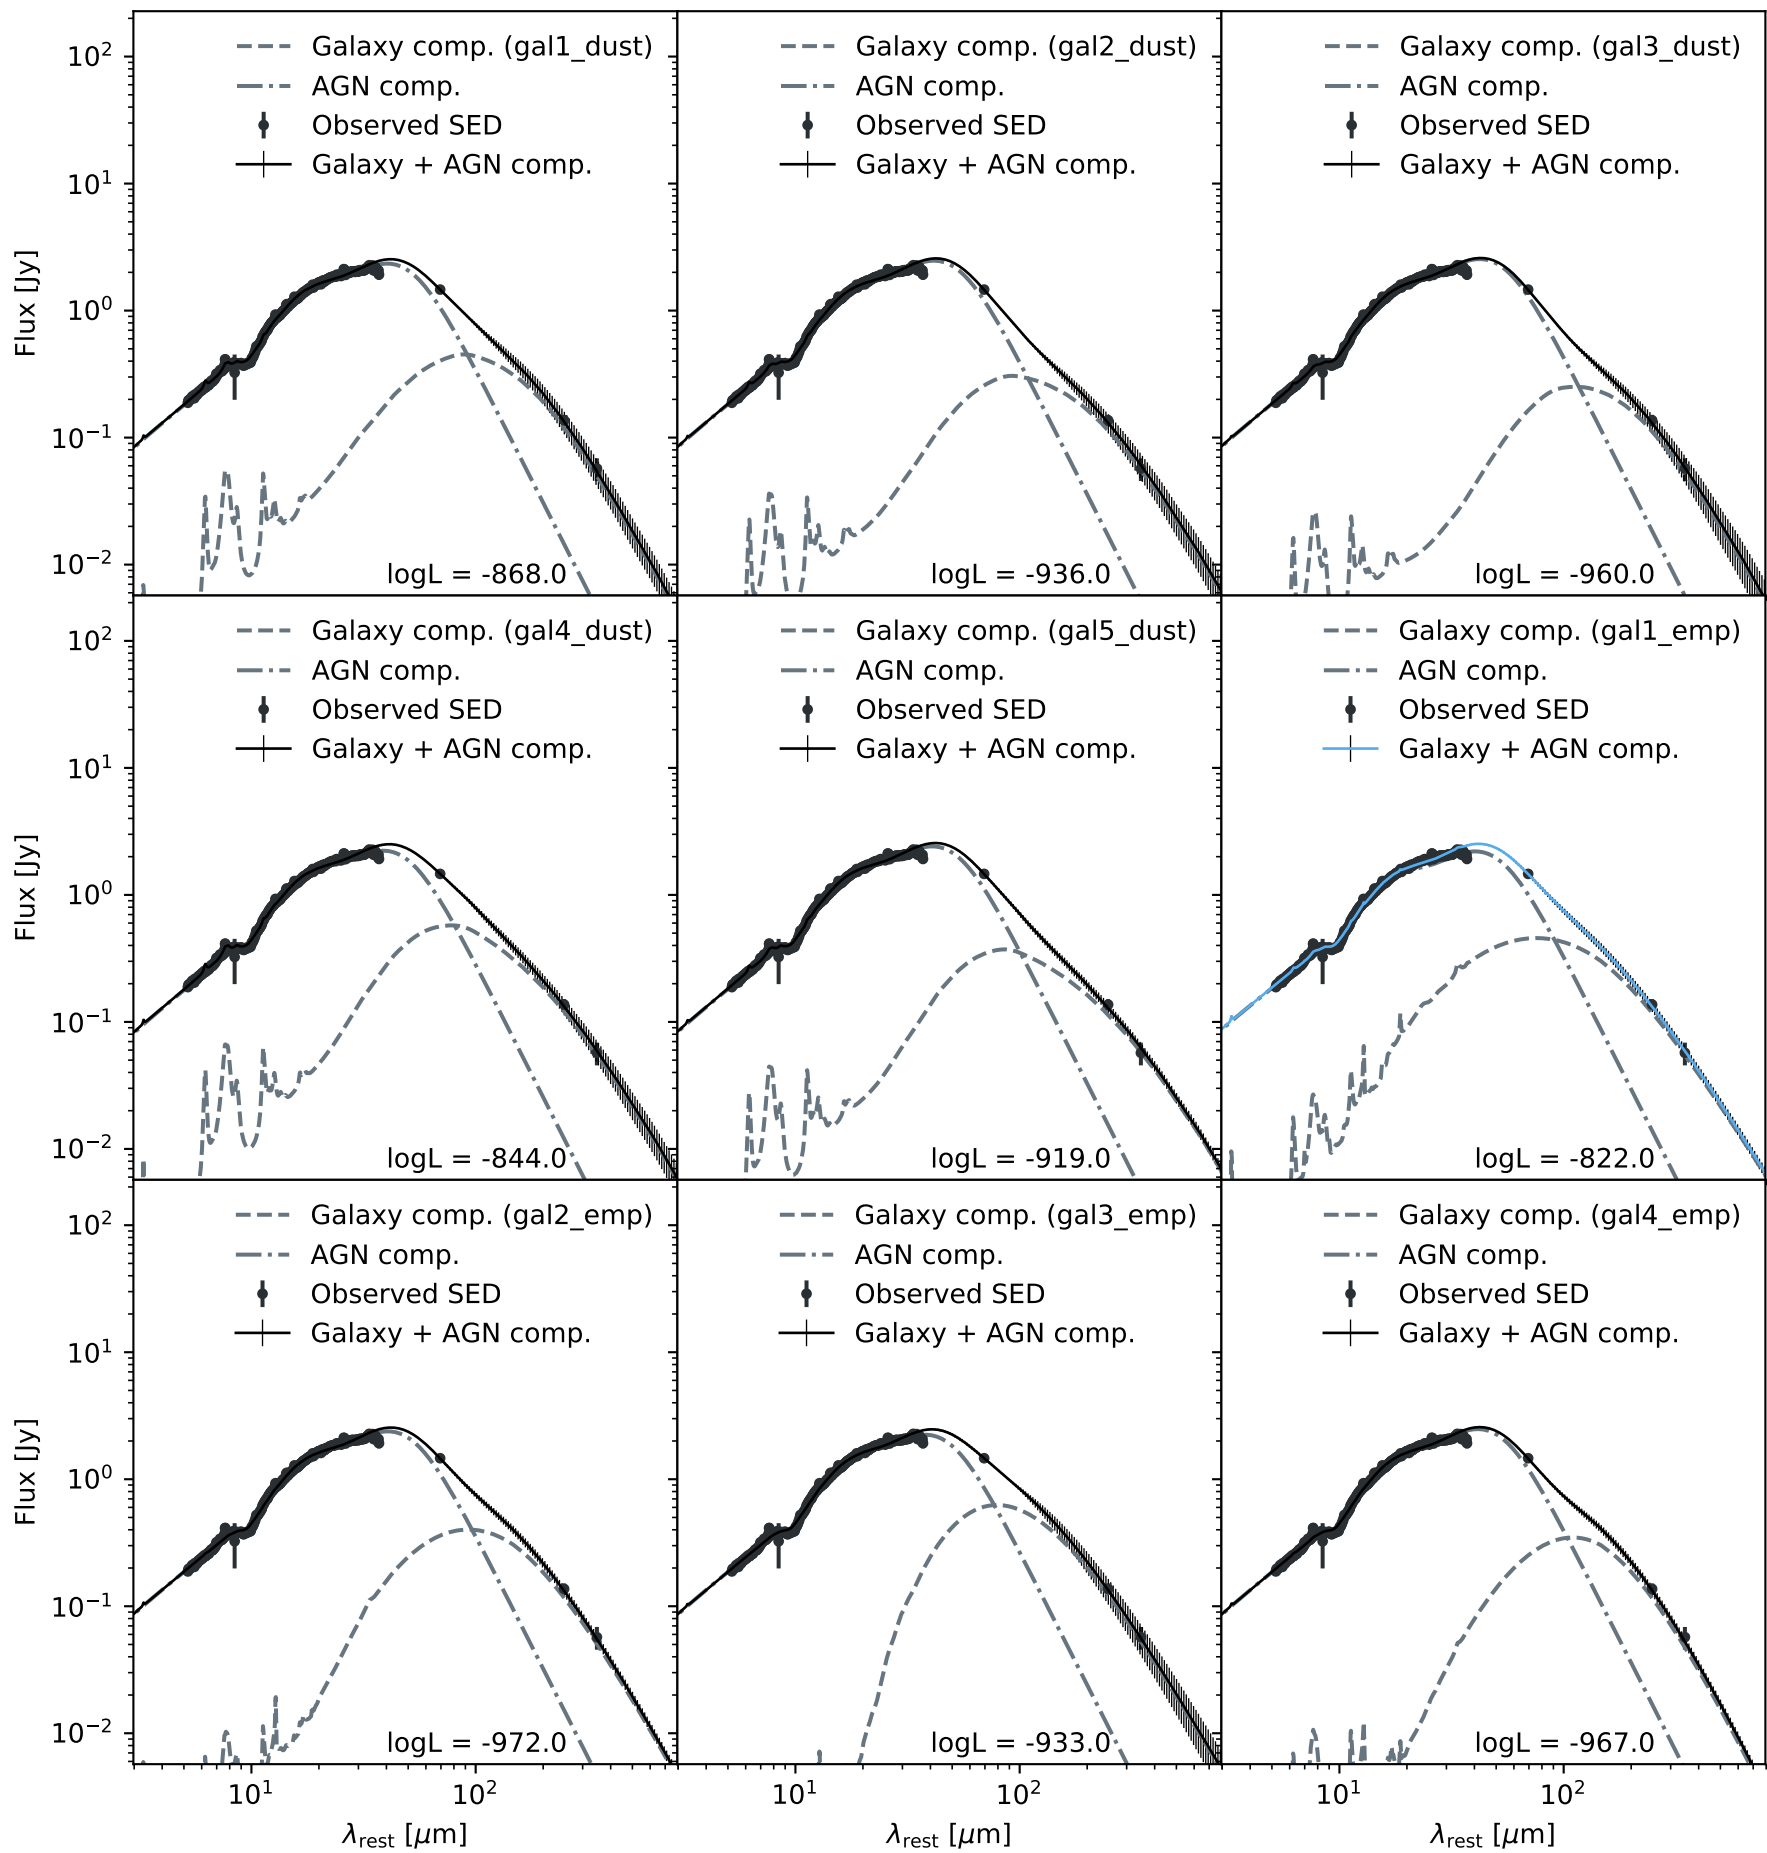 Galaxy comp. (gal1_dust)
AGN comp.
Observed SED
Galaxy + AGN comp.
logL = -868.0
Galaxy comp. (gal2_dust)
AGN comp.
Observed SED
Galaxy + AGN comp.
logL = -936.0
Galaxy comp. (gal3_dust)
AGN comp.
Observed SED
Galaxy + AGN comp.
logL = -960.0
10²
10¹
10⁰
10⁻¹
10⁻²
Flux [Jy]
Galaxy comp. (gal4_dust)
AGN comp.
Observed SED
Galaxy + AGN comp.
logL = -844.0
Galaxy comp. (gal5_dust)
AGN comp.
Observed SED
Galaxy + AGN comp.
logL = -919.0
Galaxy comp. (gal1_emp)
AGN comp.
Observed SED
Galaxy + AGN comp.
logL = -822.0
10²
10¹
10⁰
10⁻¹
10⁻²
Flux [Jy]
Galaxy comp. (gal2_emp)
AGN comp.
Observed SED
Galaxy + AGN comp.
logL = -972.0
Galaxy comp. (gal3_emp)
AGN comp.
Observed SED
Galaxy + AGN comp.
logL = -933.0
Galaxy comp. (gal4_emp)
AGN comp.
Observed SED
Galaxy + AGN comp.
logL = -967.0
10²
10¹
10⁰
10⁻¹
10⁻²
Flux [Jy]
10¹ 10² 10¹ 10² 10¹ 10²
λrest [μm] λrest [μm] λrest [μm]